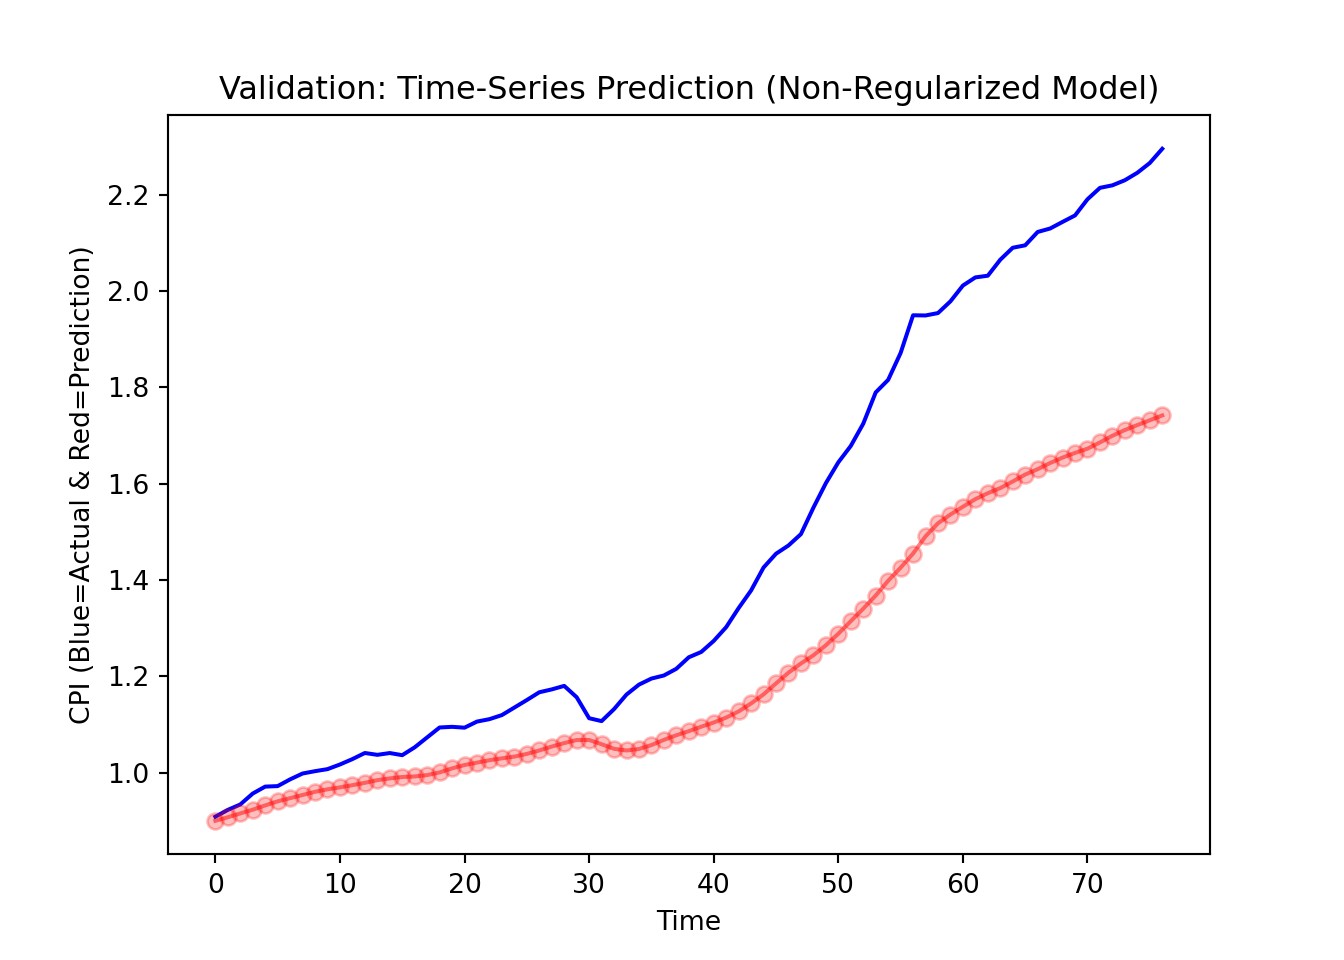 Validation: Time-Series Prediction (Non-Regularized Model)
CPI (Blue=Actual & Red=Prediction)
2.2
2.0
1.8
1.6
1.4
1.2
1.0
0 10 20 30 40 50 60 70
Time